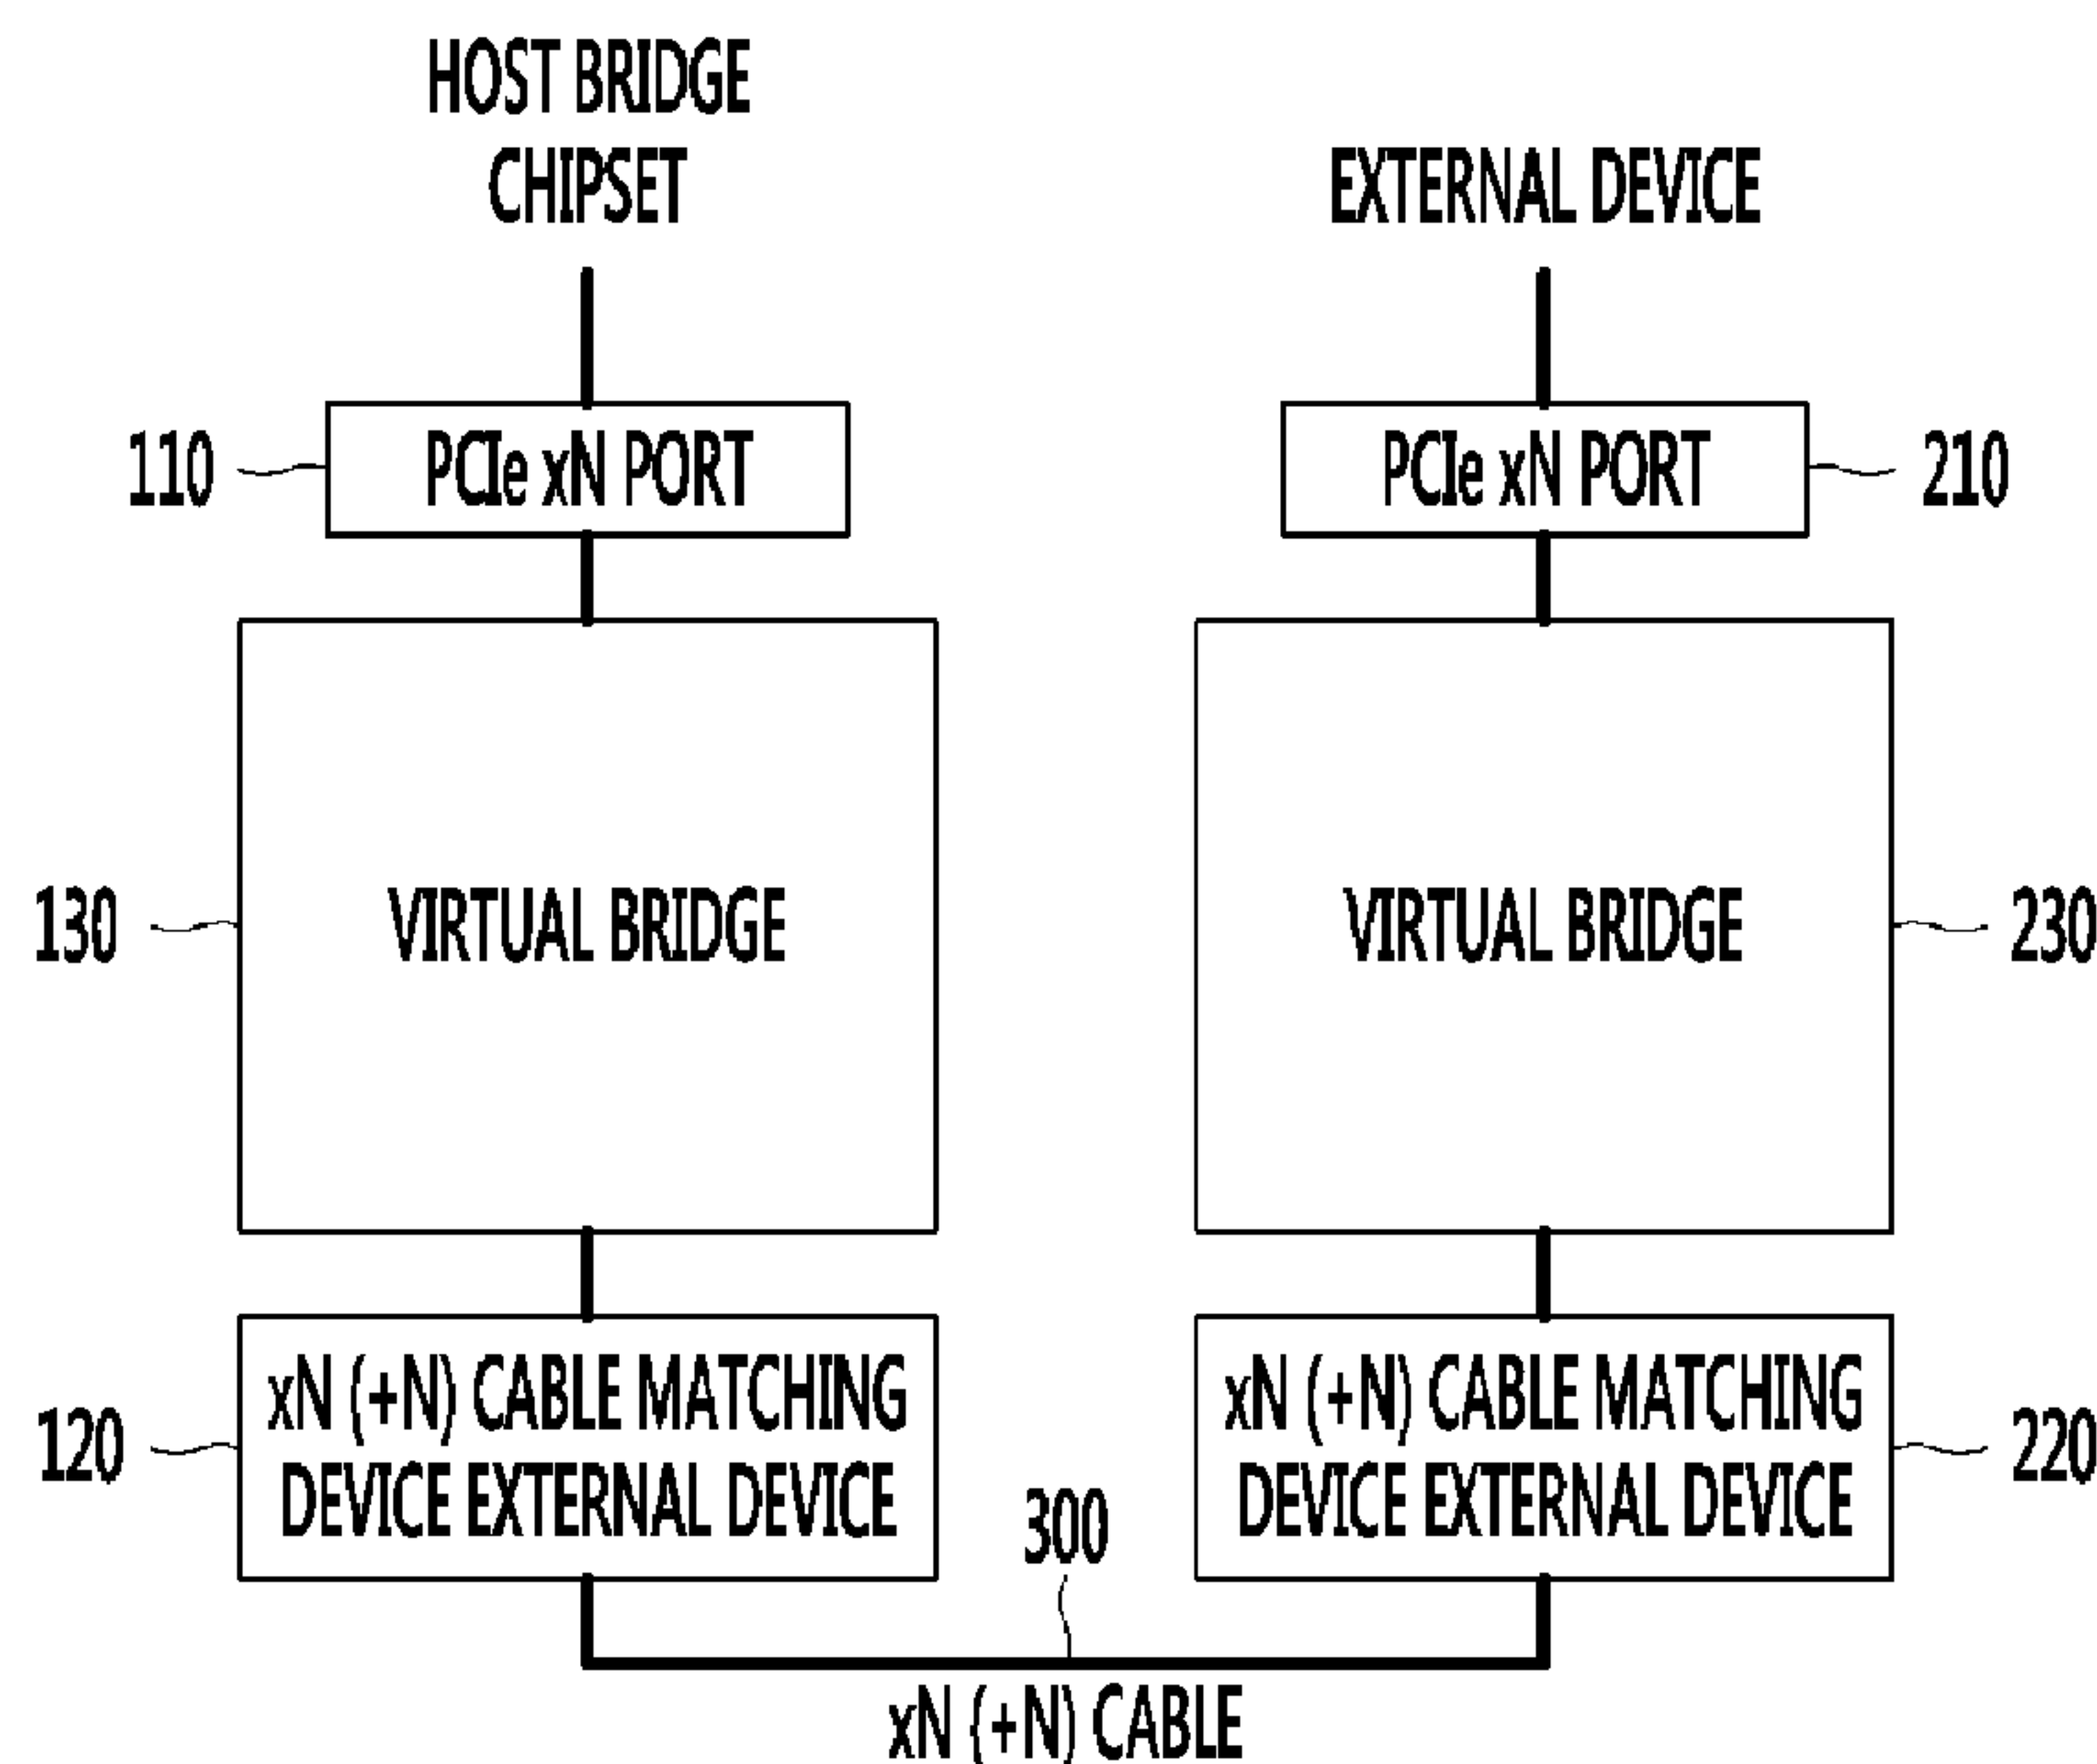 HOST BRIDGE
CHIPSET
EXTERNAL DEVICE
110
PCIe xN PORT
PCIe xN PORT
210
130
VIRTUAL BRIDGE
VIRTUAL BRIDGE
230
120
xN (+N) CABLE MATCHING
DEVICE EXTERNAL DEVICE
xN (+N) CABLE MATCHING
DEVICE EXTERNAL DEVICE
220
300
xN (+N) CABLE